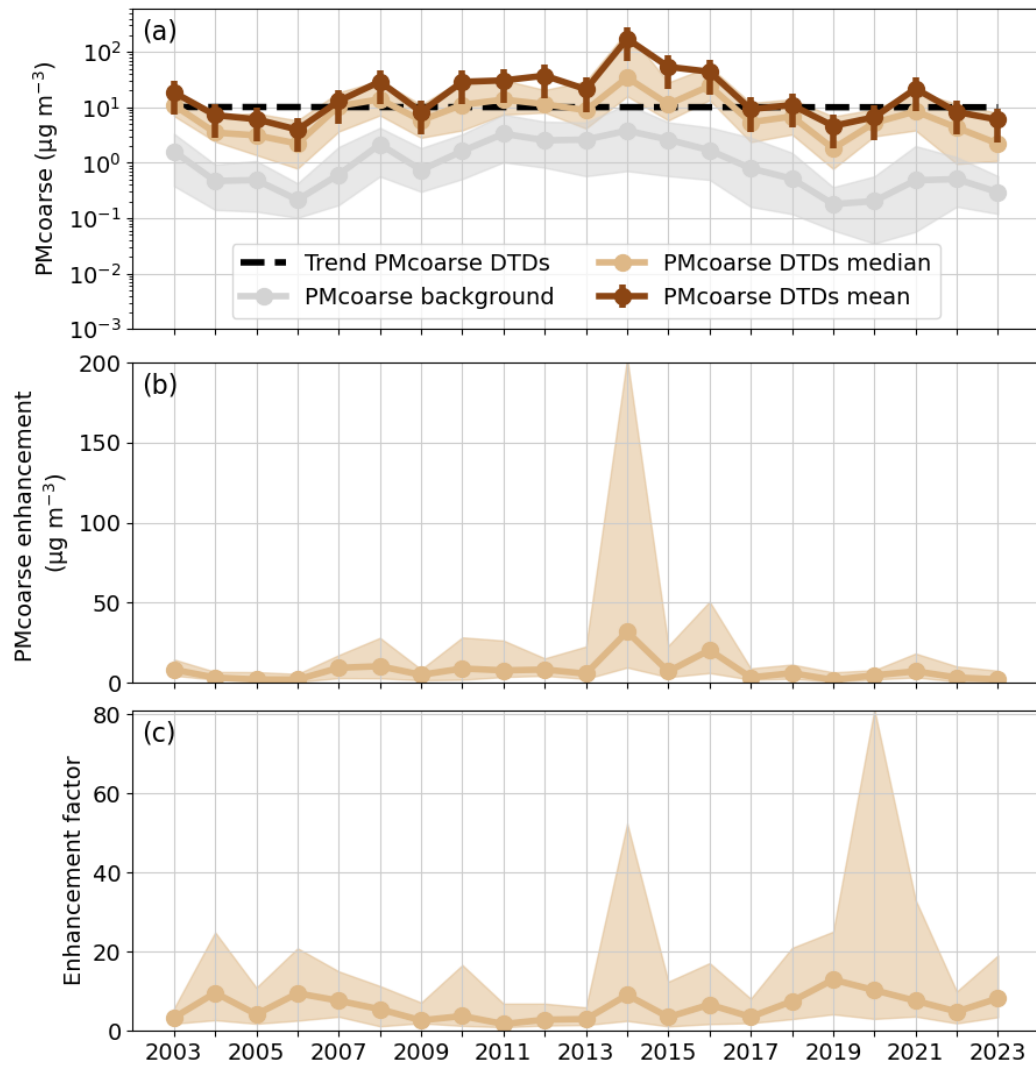 (a)
PMcoarse (µg m⁻³)
10²
10¹
10⁰
10⁻¹
10⁻²
10⁻³
Trend PMcoarse DTDs
PMcoarse background
PMcoarse DTDs median
PMcoarse DTDs mean
(b)
PMcoarse enhancement
(µg m⁻³)
200
150
100
50
0
(c)
Enhancement factor
80
60
40
20
0
2003 2005 2007 2009 2011 2013 2015 2017 2019 2021 2023